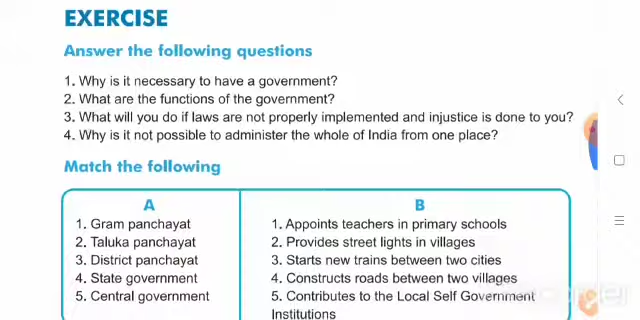 EXERCISE
Answer the following questions
1. Why is it necessary to have a government?
2. What are the functions of the government?
3. What will you do if laws are not properly implemented and injustice is done to you?
4. Why is it not possible to administer the whole of India from one place?
Match the following
A
1. Gram panchayat
2. Taluka panchayat
3. District panchayat
4. State government
5. Central government
B
1. Appoints teachers in primary schools
2. Provides street lights in villages
3. Starts new trains between two cities
4. Constructs roads between two villages
5. Contributes to the Local Self Government
Institutions